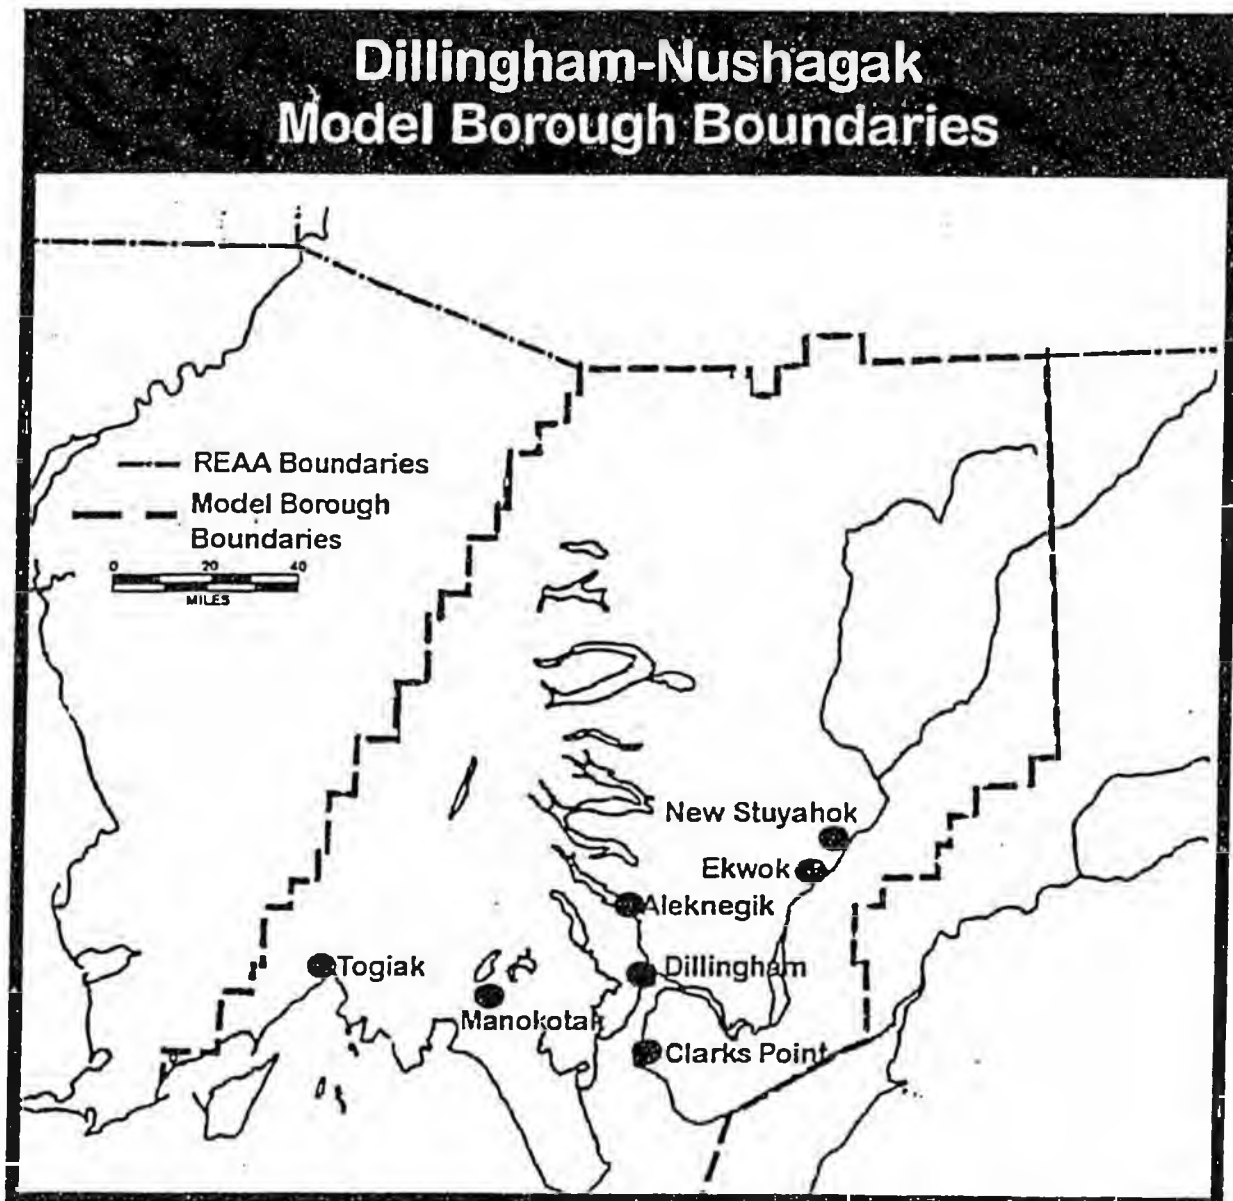 Dillingham-Nushagak
Model Borough Boundaries
REAA Boundaries
Model Borough
Boundaries
0 20 40
MILES
New Stuyahok
Ekwok
Aleknegik
Togiak
Dillingham
Manokotak
Clarks Point